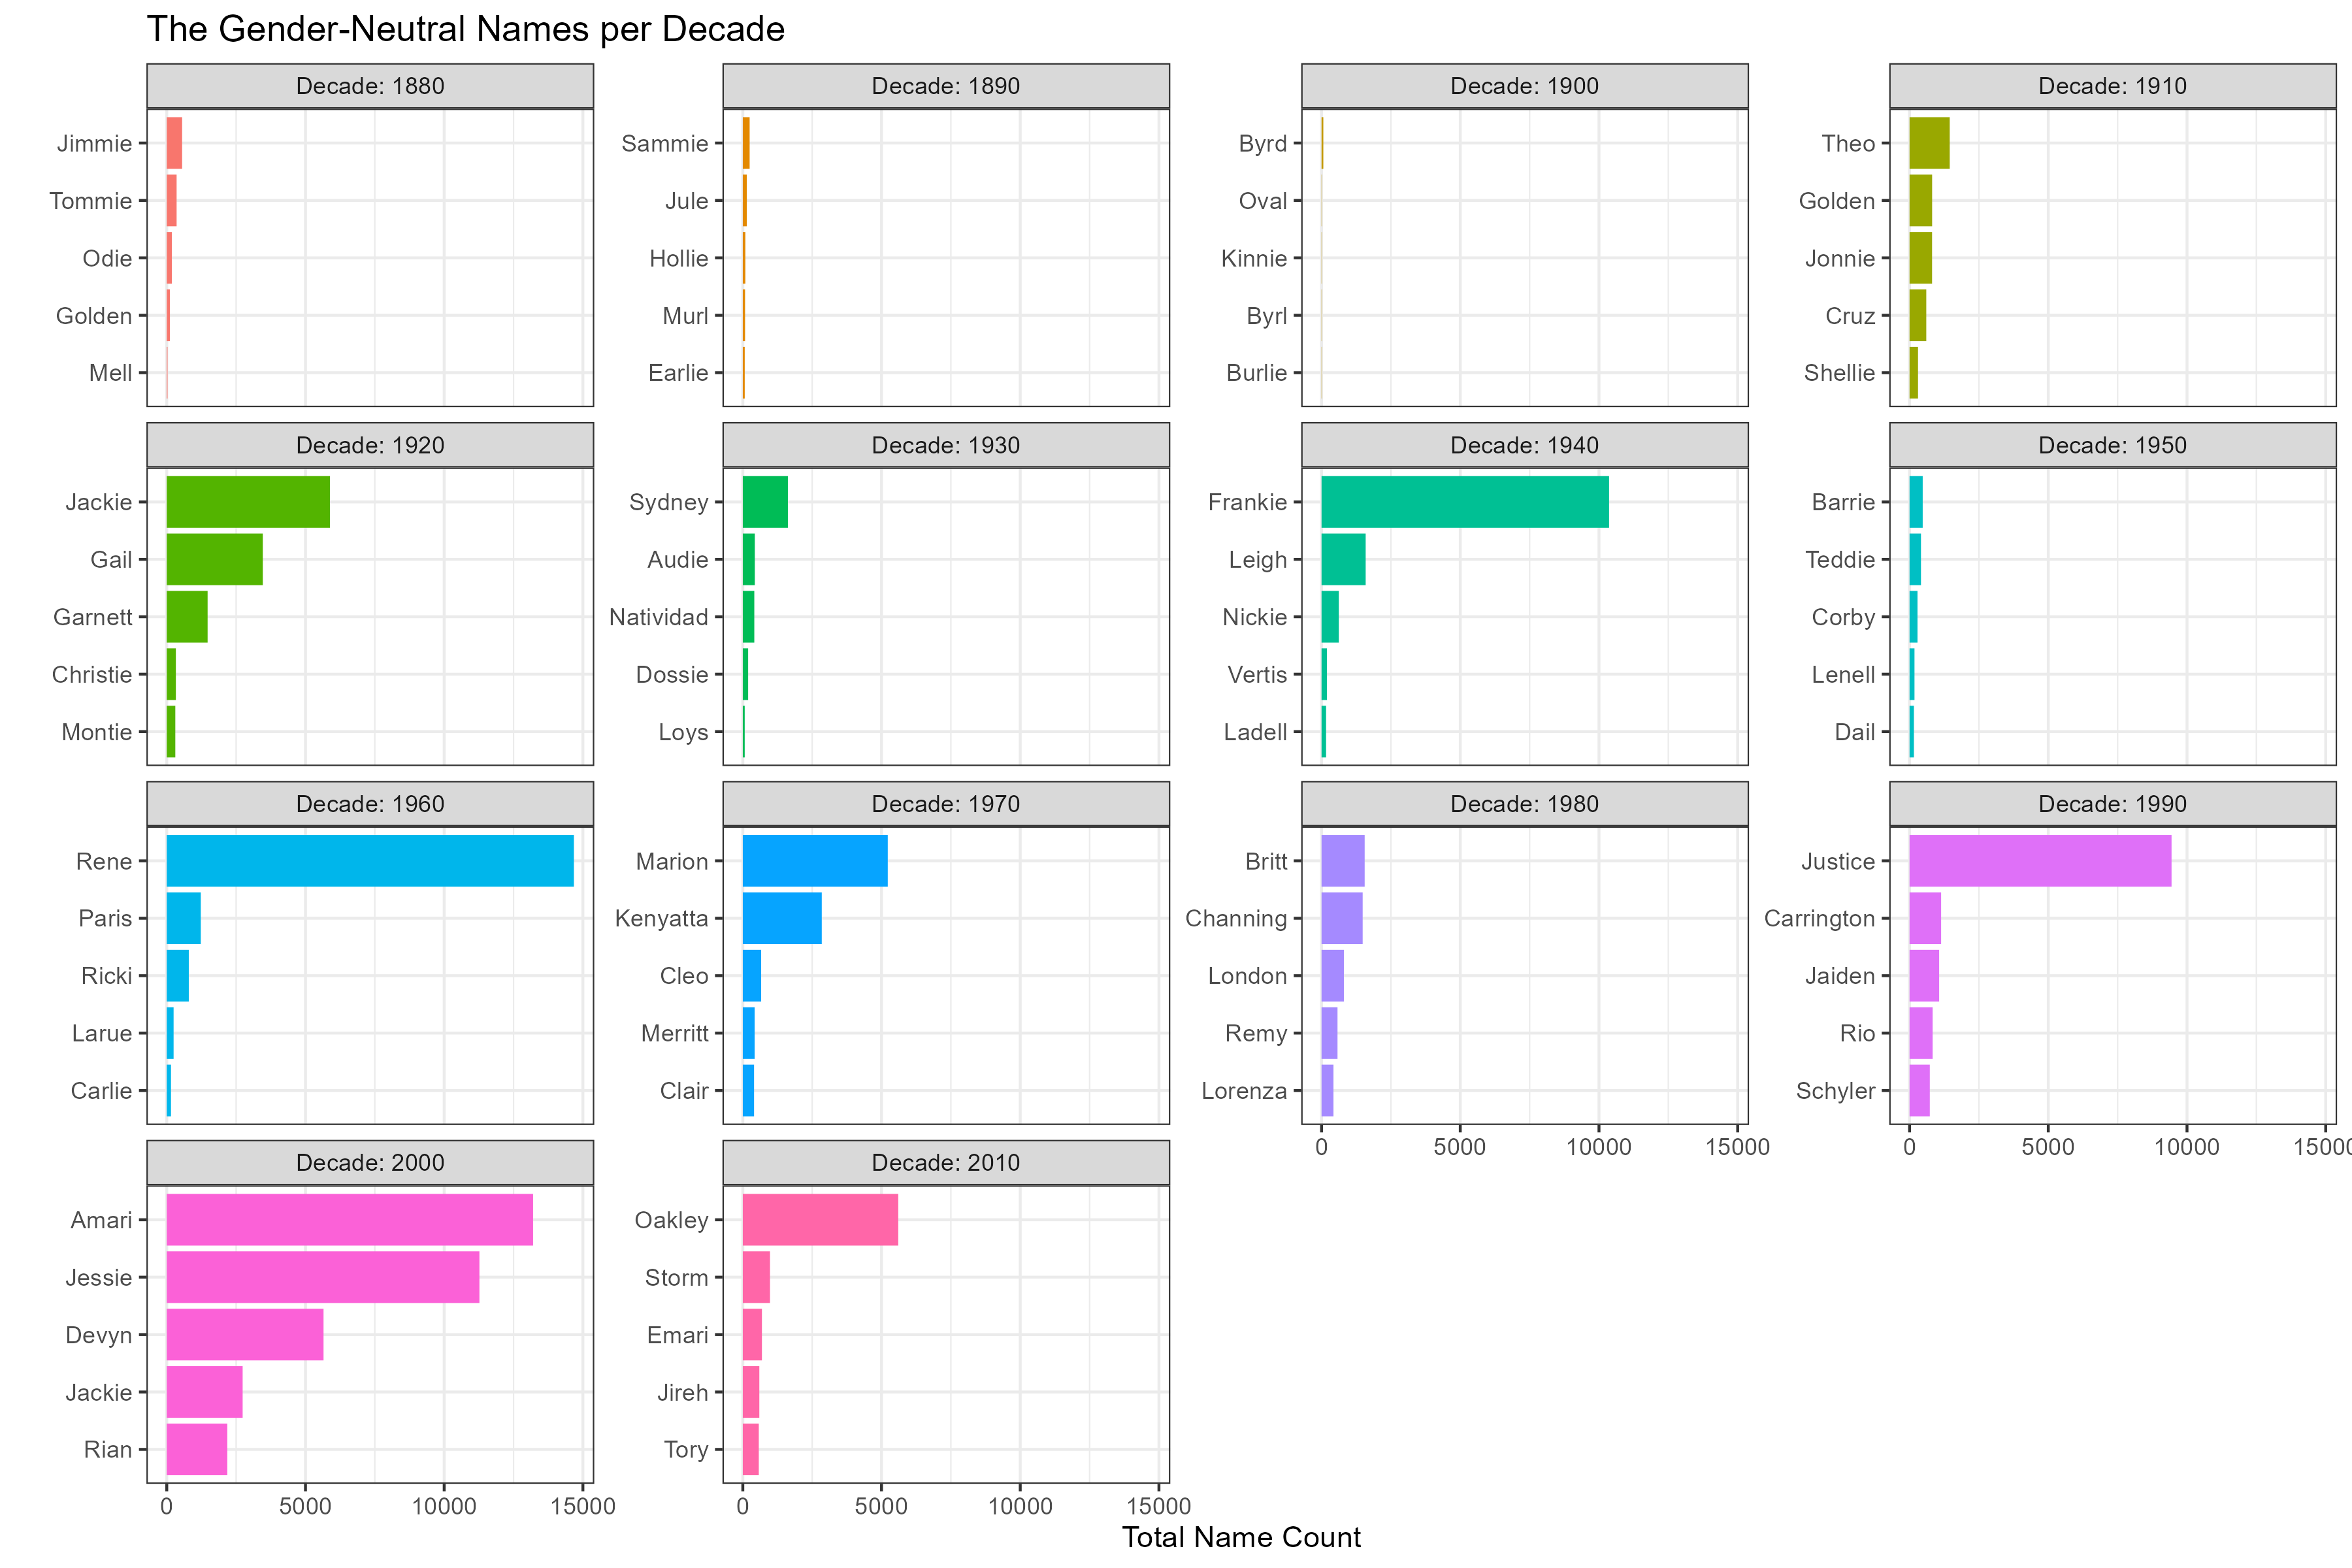 The Gender-Neutral Names per Decade
Decade: 1880
Jimmie
Tommie
Odie
Golden
Mell
Decade: 1890
Sammie
Jule
Hollie
Murl
Earlie
Decade: 1900
Byrd
Oval
Kinnie
Byrl
Burlie
Decade: 1910
Theo
Golden
Jonnie
Cruz
Shellie
Decade: 1920
Jackie
Gail
Garnett
Christie
Montie
Decade: 1930
Sydney
Audie
Natividad
Dossie
Loys
Decade: 1940
Frankie
Leigh
Nickie
Vertis
Ladell
Decade: 1950
Barrie
Teddie
Corby
Lenell
Dail
Decade: 1960
Rene
Paris
Ricki
Larue
Carlie
Decade: 1970
Marion
Kenyatta
Cleo
Merritt
Clair
Decade: 1980
Britt
Channing
London
Remy
Lorenza
0 5000 10000 15000
Decade: 1990
Justice
Carrington
Jaiden
Rio
Schyler
0 5000 10000 15000
Decade: 2000
Amari
Jessie
Devyn
Jackie
Rian
0 5000 10000 15000
Decade: 2010
Oakley
Storm
Emari
Jireh
Tory
0 5000 10000 15000
Total Name Count